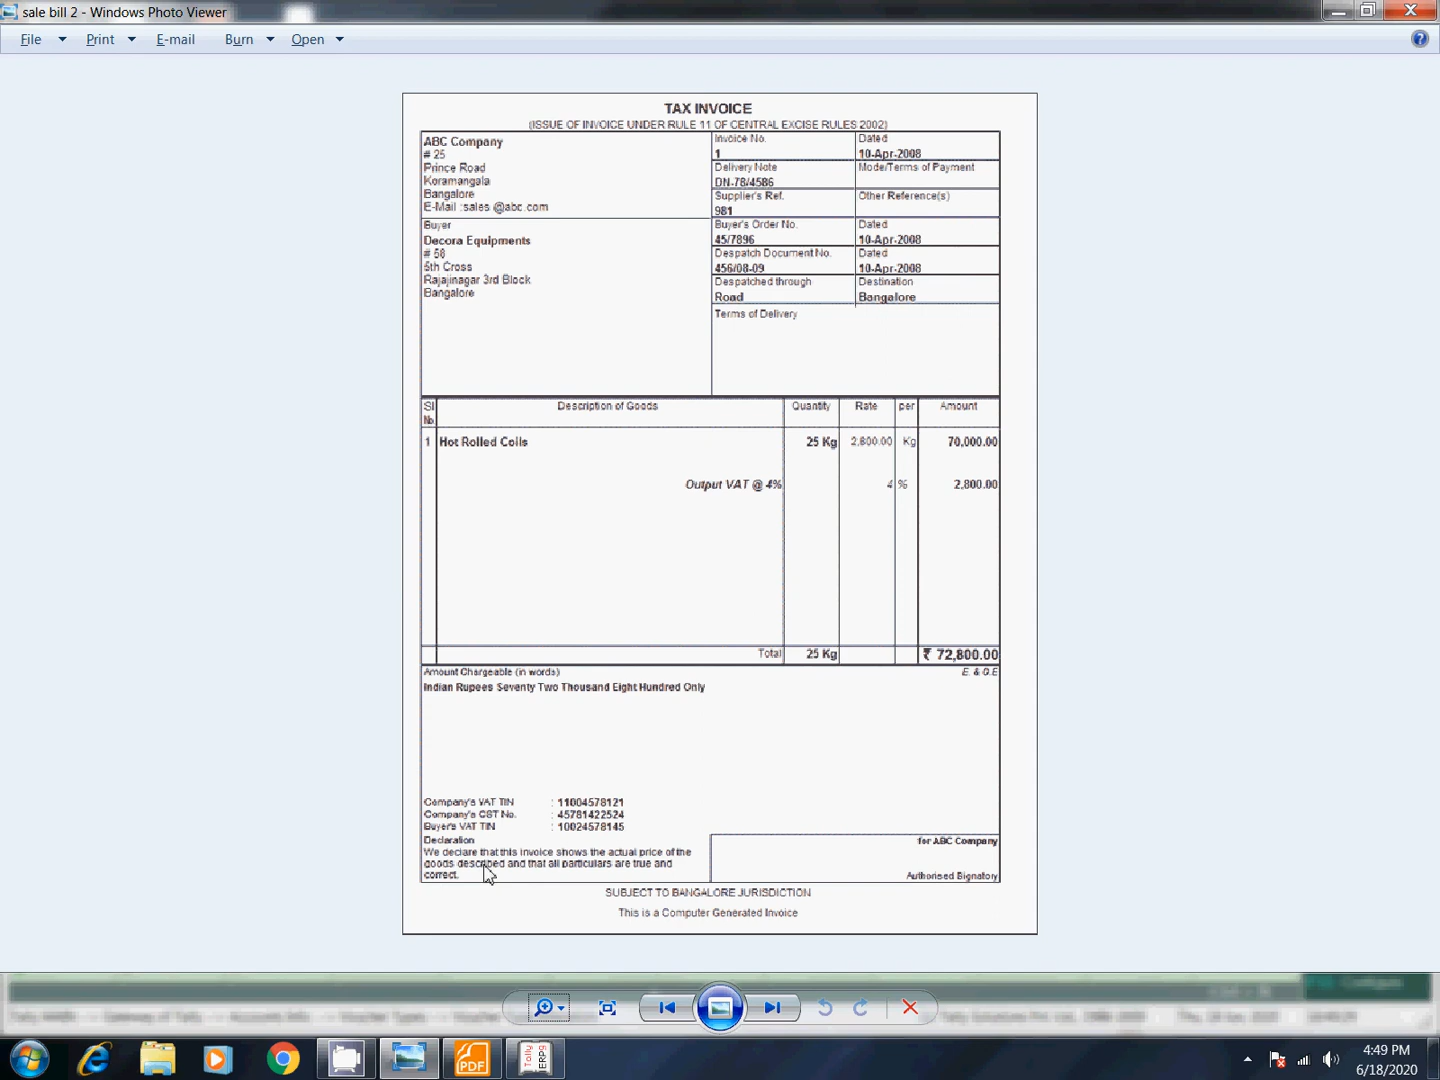 sale bill 2 - Windows Photo Viewer
File Print E-mail Burn Open
TAX INVOICE
(ISSUE OF INVOICE UNDER RULE 11 OF CENTRAL EXCISE RULES 2002)
ABC Company
# 25
Prince Road
Koramangala
Bangalore
E-Mail :sales @abc.com
Invoice No.
1
Dated
10-Apr-2008
Delivery Note
DN-78/4586
Mode/Terms of Payment
Supplier's Ref.
981
Other Reference(s)
Buyer
Decora Equipments
# 58
5th Cross
Rajajinagar 3rd Block
Bangalore
Buyer's Order No.
45/7896
Dated
10-Apr-2008
Despatch Document No.
456/08-09
Dated
10-Apr-2008
Despatched through
Road
Destination
Bangalore
Terms of Delivery
Sl No. Description of Goods Quantity Rate per Amount
1 Hot Rolled Coils 25 Kg 2,800.00 Kg 70,000.00
Output VAT @ 4% 4 % 2,800.00
Total 25 Kg ₹ 72,800.00
Amount Chargeable (in words) E. & O.E
Indian Rupees Seventy Two Thousand Eight Hundred Only
Company's VAT TIN : 11004578121
Company's CST No. : 45781422524
Buyer's VAT TIN : 10024578145
Declaration
We declare that this invoice shows the actual price of the
goods described and that all particulars are true and
correct.
for ABC Company
Authorised Signatory
SUBJECT TO BANGALORE JURISDICTION
This is a Computer Generated Invoice
PDF
Tally
ERP9
4:49 PM
6/18/2020